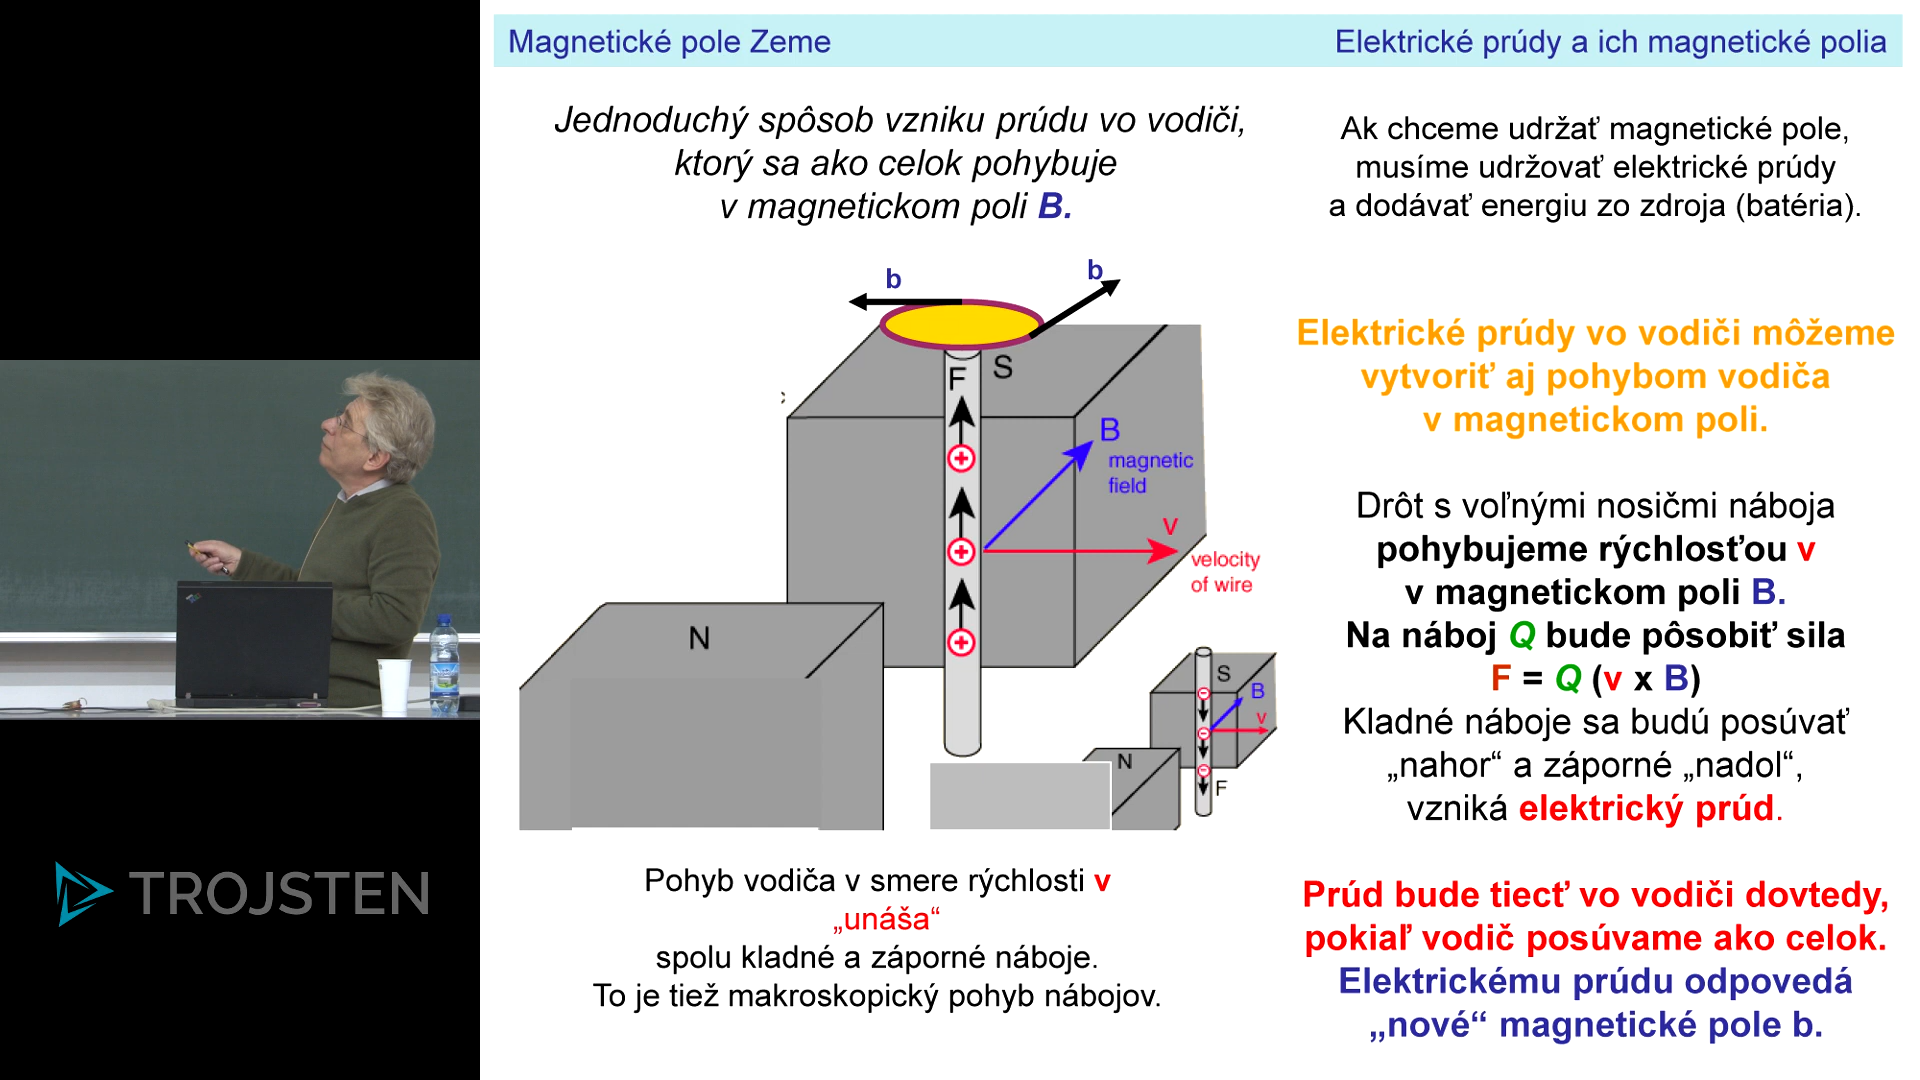 Magnetické pole Zeme
Elektrické prúdy a ich magnetické polia
Jednoduchý spôsob vzniku prúdu vo vodiči,
ktorý sa ako celok pohybuje
v magnetickom poli B.
b
b
F
S
B
magnetic
field
v
velocity
of wire
N
S
B
v
N
F
Pohyb vodiča v smere rýchlosti v
„unáša“
spolu kladné a záporné náboje.
To je tiež makroskopický pohyb nábojov.
Ak chceme udržať magnetické pole,
musíme udržovať elektrické prúdy
a dodávať energiu zo zdroja (batéria).
Elektrické prúdy vo vodiči môžeme
vytvoriť aj pohybom vodiča
v magnetickom poli.
Drôt s voľnými nosičmi náboja
pohybujeme rýchlosťou v
v magnetickom poli B.
Na náboj Q bude pôsobiť sila
F = Q (v x B)
Kladné náboje sa budú posúvať
„nahor“ a záporné „nadol“,
vzniká elektrický prúd.
Prúd bude tiecť vo vodiči dovtedy,
pokiaľ vodič posúvame ako celok.
Elektrickému prúdu odpovedá
„nové“ magnetické pole b.
TROJSTEN